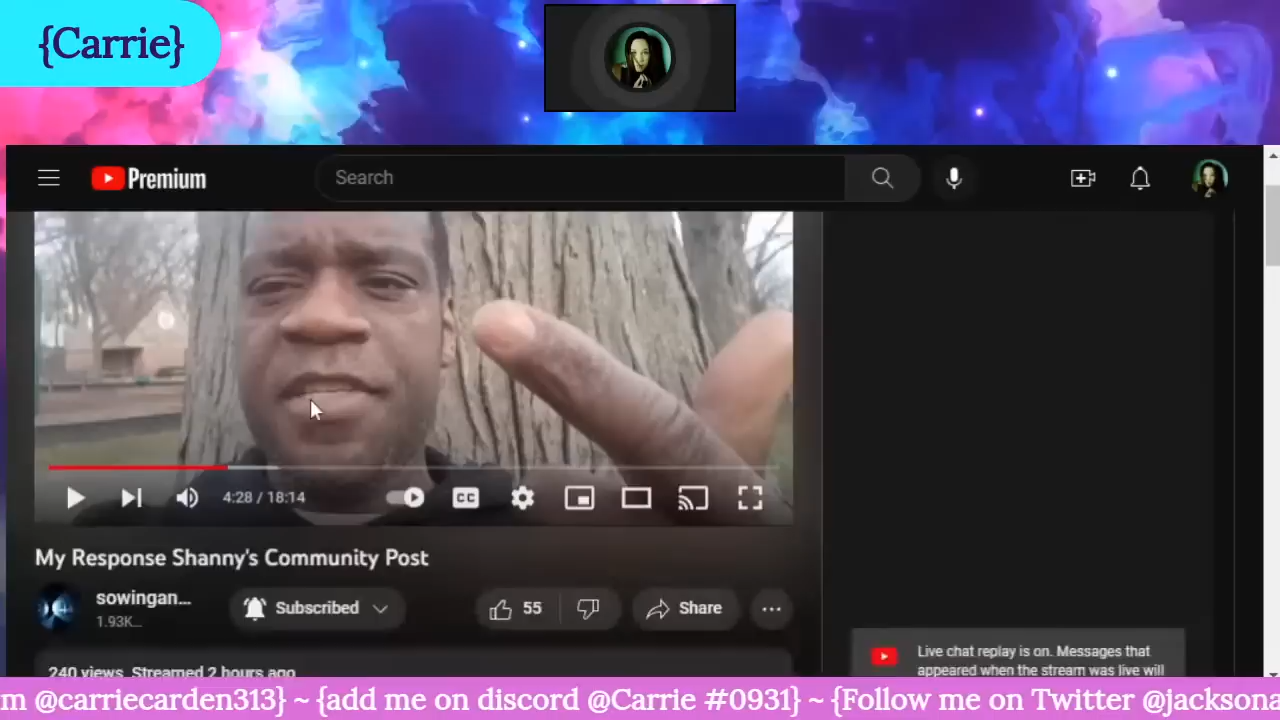 {Carrie}
Premium
Search
4:28 / 18:14
CC
My Response Shanny's Community Post
sowingan...
1.93K...
Subscribed
55
Share
240 views Streamed 2 hours ago
Live chat replay is on. Messages that
appeared when the stream was live will
m @carriecarden313} ~ {add me on discord @Carrie #0931} ~ {Follow me on Twitter @jacksona